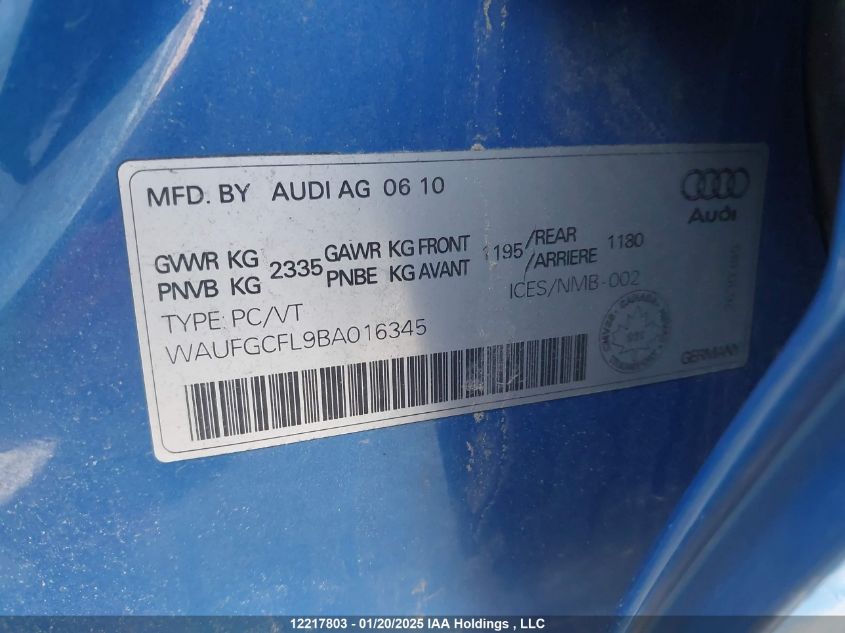 MFD. BY AUDI AG 06 10
Audi
GVWR KG 2335 GAWR KG FRONT 1195 /REAR 1180
PNVB KG PNBE KG AVANT /ARRIERE
ICES/NMB-002
TYPE: PC/VT
WAUFGCFL9BA016345
CANADA
GERMANY
12217803 - 01/20/2025 IAA Holdings , LLC